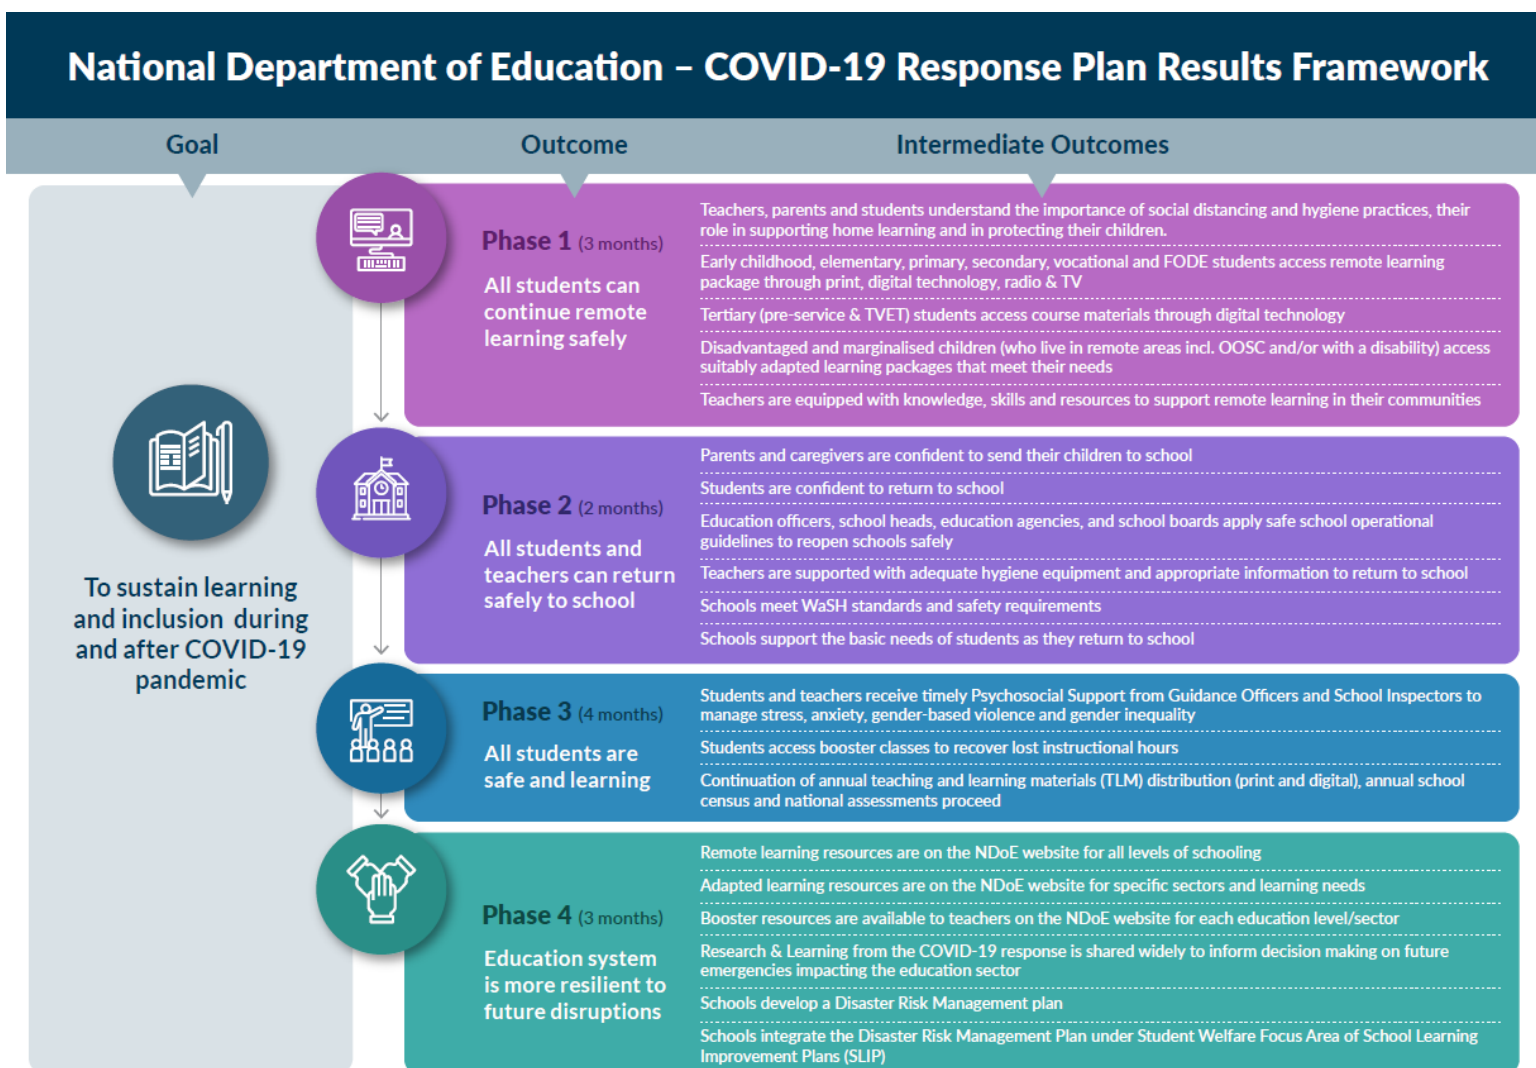 National Department of Education – COVID-19 Response Plan Results Framework
Goal
Outcome
Intermediate Outcomes
To sustain learning
and inclusion during
and after COVID-19
pandemic
Phase 1 (3 months)
All students can
continue remote
learning safely
Teachers, parents and students understand the importance of social distancing and hygiene practices, their
role in supporting home learning and in protecting their children.
Early childhood, elementary, primary, secondary, vocational and FODE students access remote learning
package through print, digital technology, radio & TV
Tertiary (pre-service & TVET) students access course materials through digital technology
Disadvantaged and marginalised children (who live in remote areas incl. OOSC and/or with a disability) access
suitably adapted learning packages that meet their needs
Teachers are equipped with knowledge, skills and resources to support remote learning in their communities
Phase 2 (2 months)
All students and
teachers can return
safely to school
Parents and caregivers are confident to send their children to school
Students are confident to return to school
Education officers, school heads, education agencies, and school boards apply safe school operational
guidelines to reopen schools safely
Teachers are supported with adequate hygiene equipment and appropriate information to return to school
Schools meet WaSH standards and safety requirements
Schools support the basic needs of students as they return to school
Phase 3 (4 months)
All students are
safe and learning
Students and teachers receive timely Psychosocial Support from Guidance Officers and School Inspectors to
manage stress, anxiety, gender-based violence and gender inequality
Students access booster classes to recover lost instructional hours
Continuation of annual teaching and learning materials (TLM) distribution (print and digital), annual school
census and national assessments proceed
Phase 4 (3 months)
Education system
is more resilient to
future disruptions
Remote learning resources are on the NDoE website for all levels of schooling
Adapted learning resources are on the NDoE website for specific sectors and learning needs
Booster resources are available to teachers on the NDoE website for each education level/sector
Research & Learning from the COVID-19 response is shared widely to inform decision making on future
emergencies impacting the education sector
Schools develop a Disaster Risk Management plan
Schools integrate the Disaster Risk Management Plan under Student Welfare Focus Area of School Learning
Improvement Plans (SLIP)